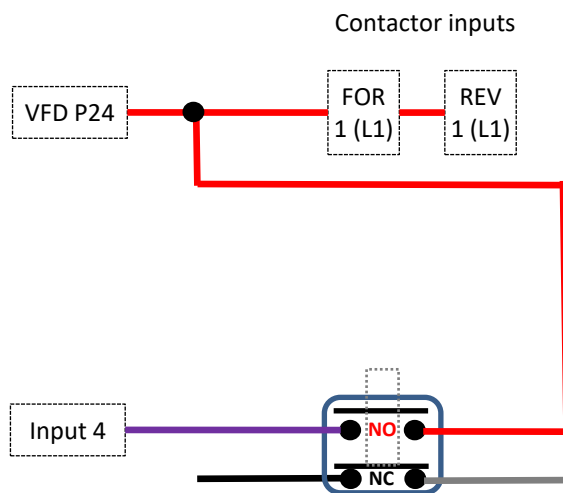 Contactor inputs
VFD P24
FOR
1 (L1)
REV
1 (L1)
Input 4
NO
NC